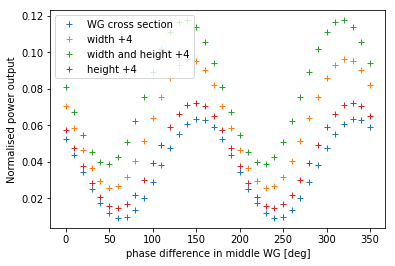 0.12
0.10
0.08
0.06
0.04
0.02
Normalised power output
WG cross section
width +4
width and height +4
height +4
0 50 100 150 200 250 300 350
phase difference in middle WG [deg]